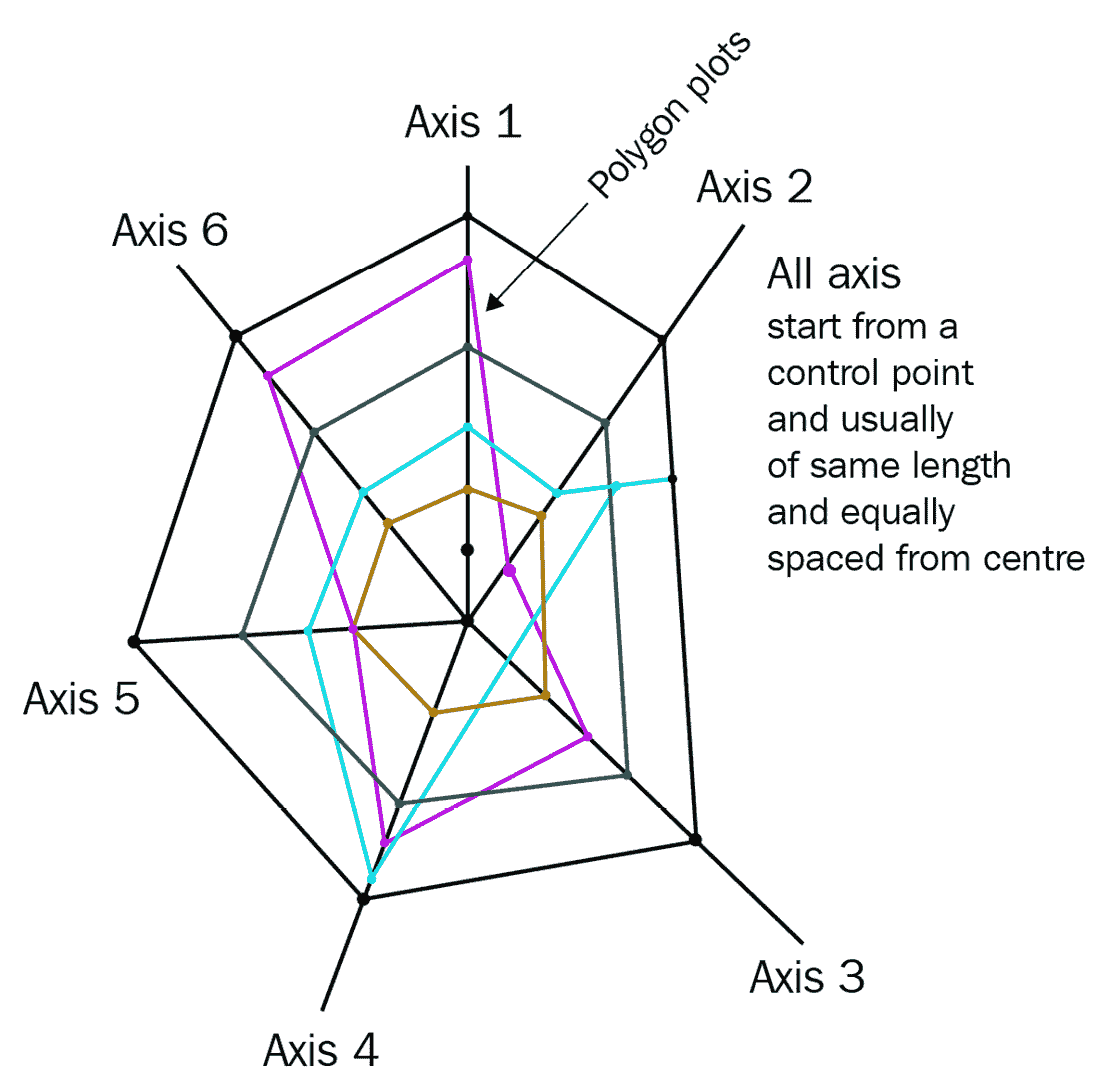 Polygon plots
Axis 1
Axis 2
Axis 6
All axis
start from a
control point
and usually
of same length
and equally
spaced from centre
Axis 5
Axis 3
Axis 4